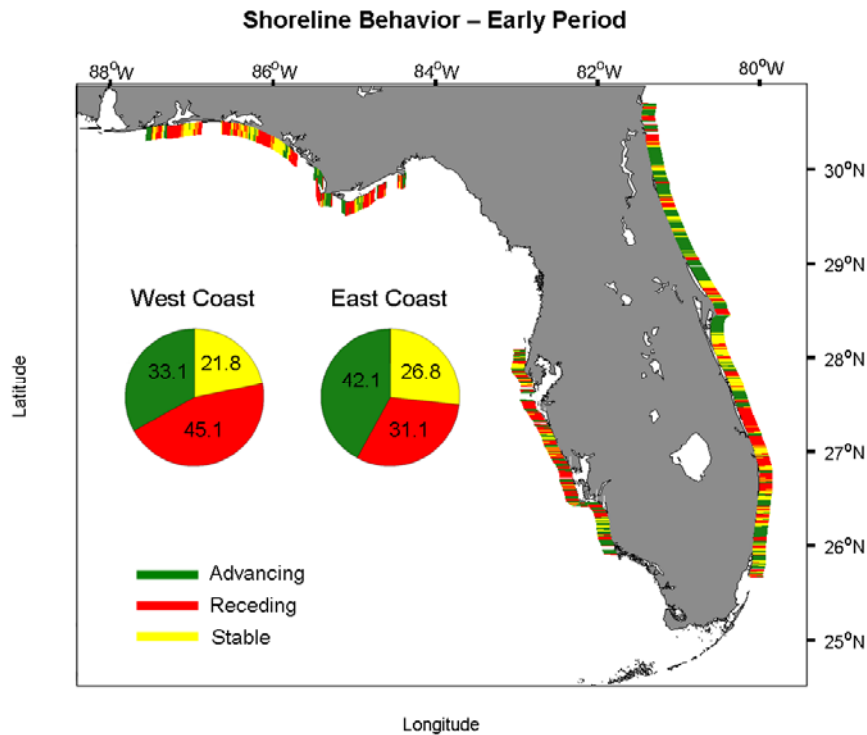 Shoreline Behavior – Early Period
88°W 86°W 84°W 82°W 80°W
30°N
29°N
West Coast East Coast
28°N
33.1 21.8 42.1 26.8
Latitude
45.1 31.1
27°N
26°N
Advancing
Receding
Stable
25°N
Longitude